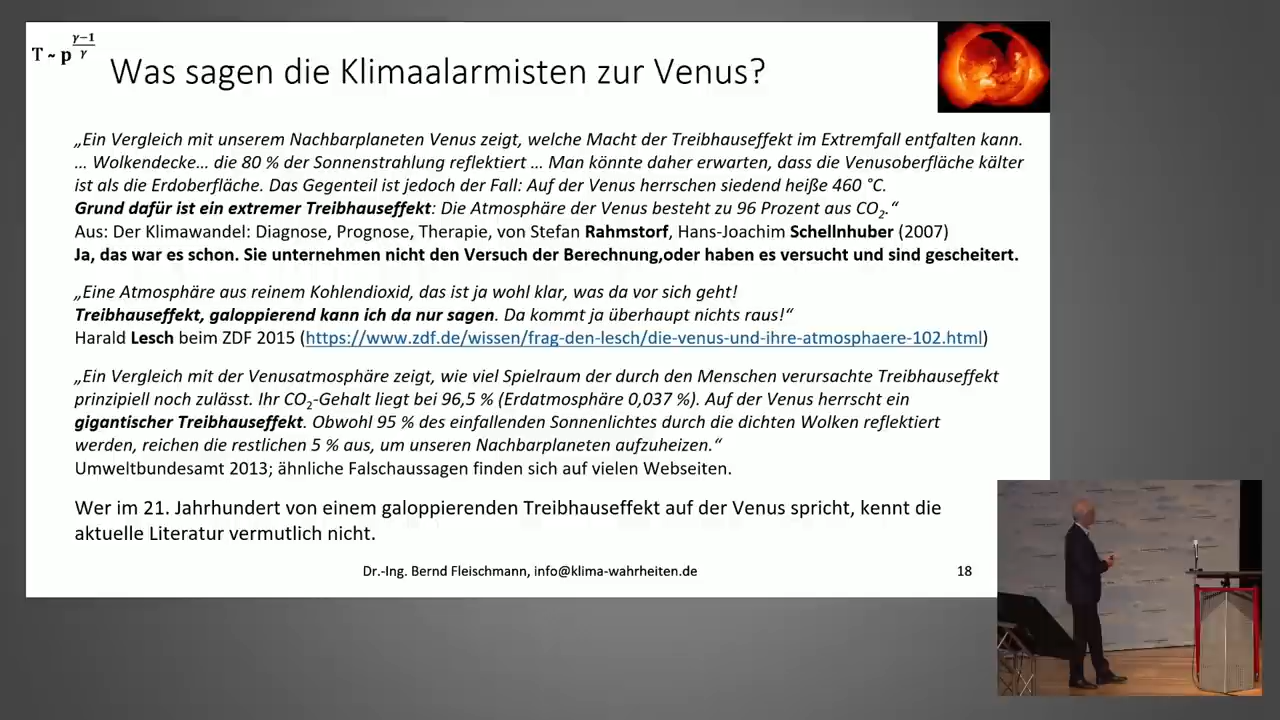 T ~ p^((γ−1)/γ)
Was sagen die Klimaalarmisten zur Venus?
„Ein Vergleich mit unserem Nachbarplaneten Venus zeigt, welche Macht der Treibhauseffekt im Extremfall entfalten kann.
… Wolkendecke… die 80 % der Sonnenstrahlung reflektiert … Man könnte daher erwarten, dass die Venusoberfläche kälter
ist als die Erdoberfläche. Das Gegenteil ist jedoch der Fall: Auf der Venus herrschen siedend heiße 460 °C.
Grund dafür ist ein extremer Treibhauseffekt: Die Atmosphäre der Venus besteht zu 96 Prozent aus CO₂.“
Aus: Der Klimawandel: Diagnose, Prognose, Therapie, von Stefan Rahmstorf, Hans-Joachim Schellnhuber (2007)
Ja, das war es schon. Sie unternehmen nicht den Versuch der Berechnung,oder haben es versucht und sind gescheitert.
„Eine Atmosphäre aus reinem Kohlendioxid, das ist ja wohl klar, was da vor sich geht!
Treibhauseffekt, galoppierend kann ich da nur sagen. Da kommt ja überhaupt nichts raus!“
Harald Lesch beim ZDF 2015 (https://www.zdf.de/wissen/frag-den-lesch/die-venus-und-ihre-atmosphaere-102.html)
„Ein Vergleich mit der Venusatmosphäre zeigt, wie viel Spielraum der durch den Menschen verursachte Treibhauseffekt
prinzipiell noch zulässt. Ihr CO₂-Gehalt liegt bei 96,5 % (Erdatmosphäre 0,037 %). Auf der Venus herrscht ein
gigantischer Treibhauseffekt. Obwohl 95 % des einfallenden Sonnenlichtes durch die dichten Wolken reflektiert
werden, reichen die restlichen 5 % aus, um unseren Nachbarplaneten aufzuheizen.“
Umweltbundesamt 2013; ähnliche Falschaussagen finden sich auf vielen Webseiten.
Wer im 21. Jahrhundert von einem galoppierenden Treibhauseffekt auf der Venus spricht, kennt die
aktuelle Literatur vermutlich nicht.
Dr.-Ing. Bernd Fleischmann, info@klima-wahrheiten.de
18